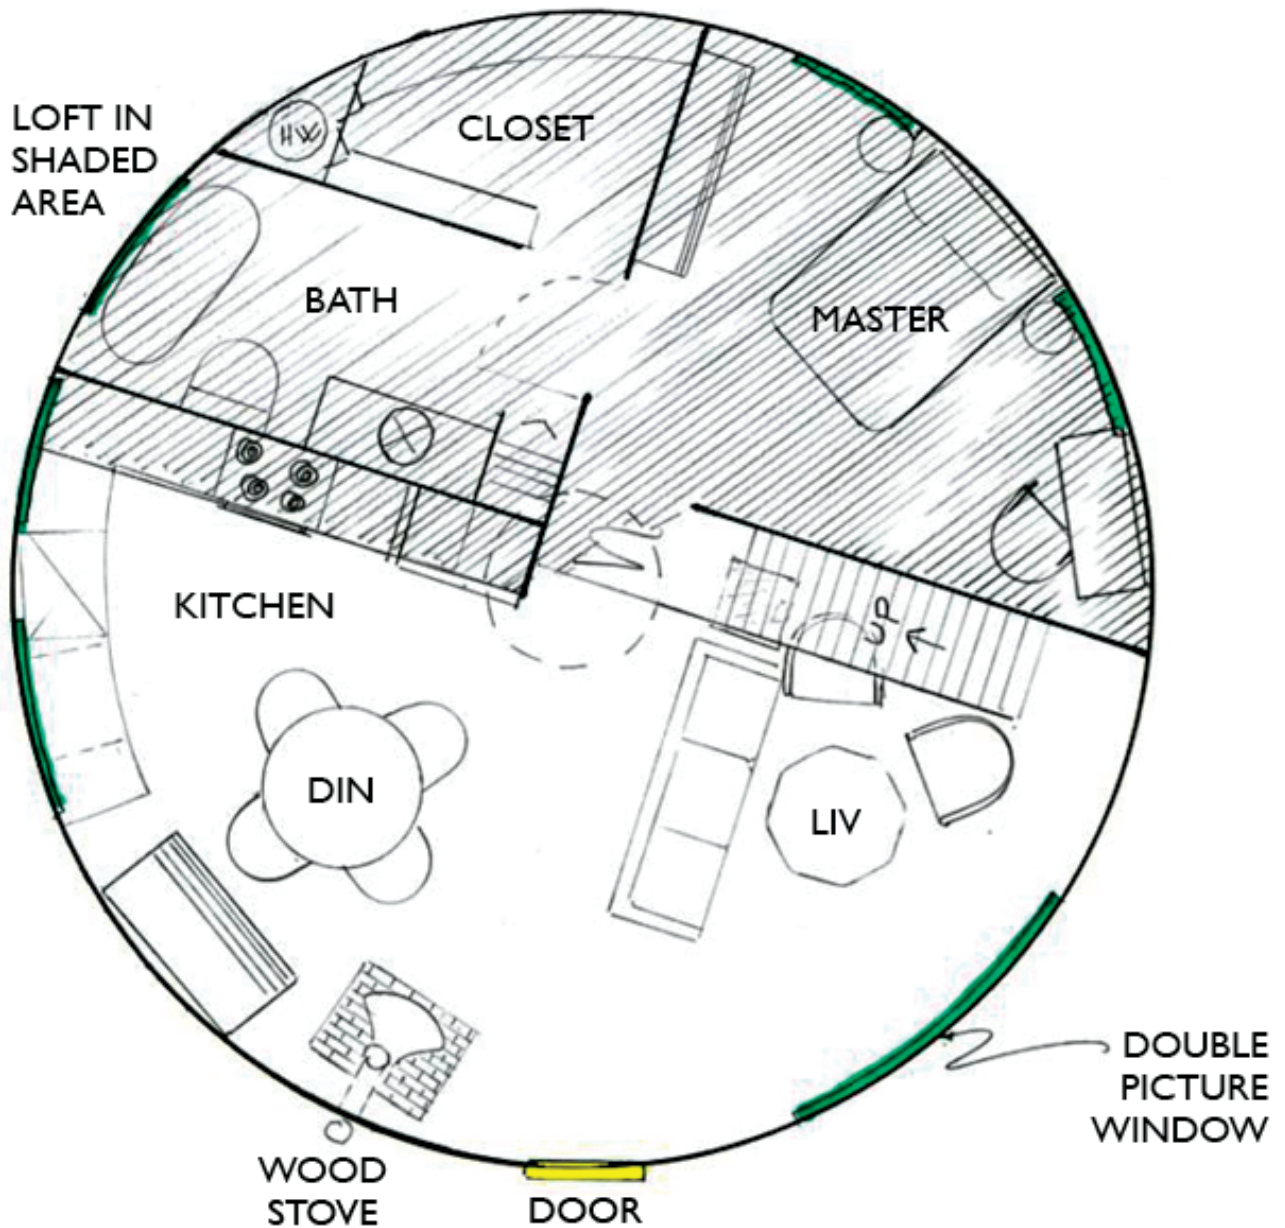 LOFT IN
SHADED
AREA
HW
CLOSET
BATH
MASTER
KITCHEN
UP
DIN
LIV
DOUBLE
PICTURE
WINDOW
WOOD
STOVE
DOOR